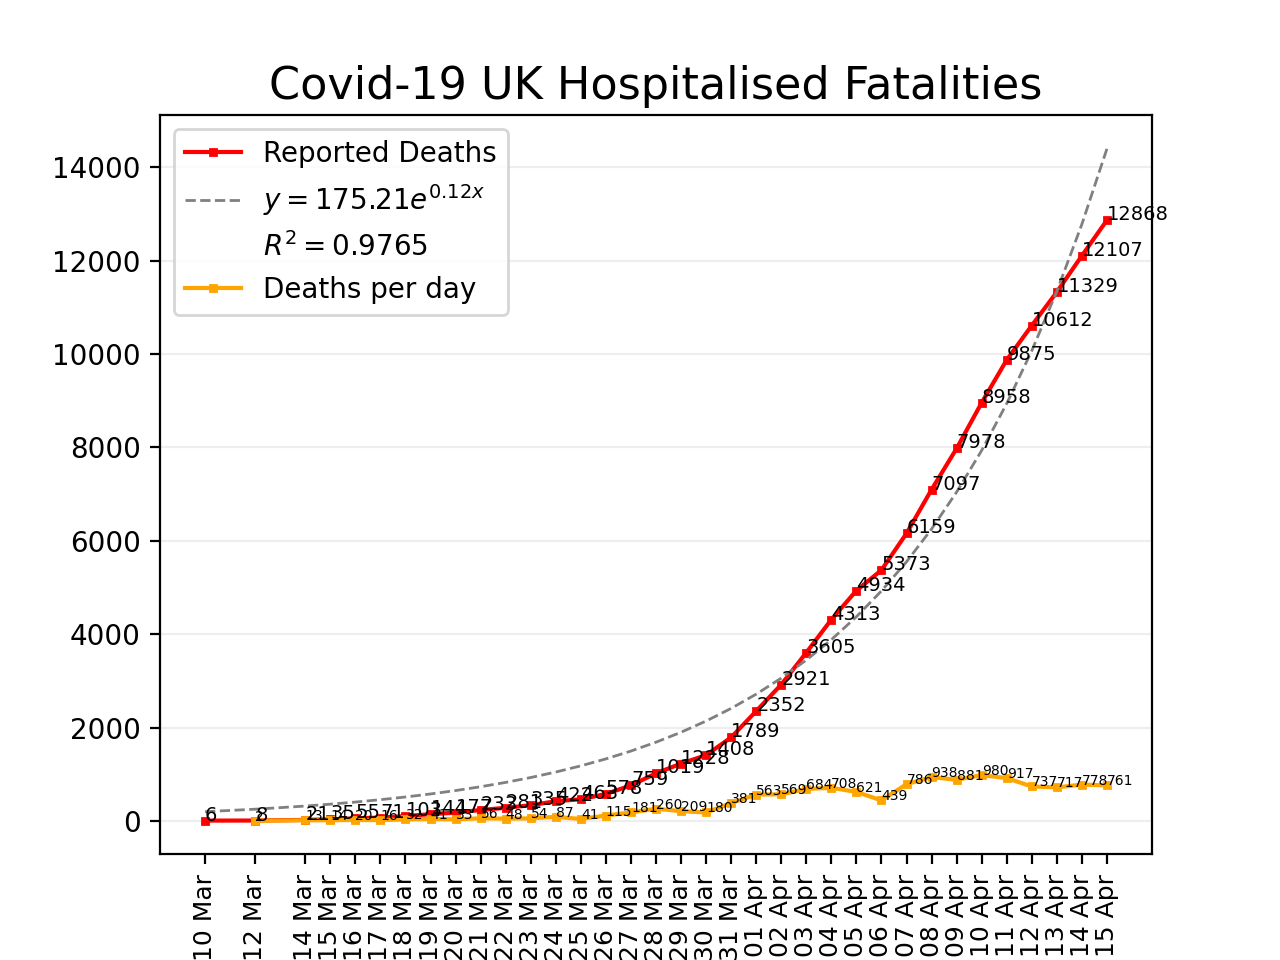 Covid-19 UK Hospitalised Fatalities
Reported Deaths
y = 175.21e^0.12x
R² = 0.9765
Deaths per day
14000
12000
10000
8000
6000
4000
2000
0
12868
12107
11329
10612
9875
8958
7978
7097
6159
5373
4934
4313
3605
2921
2352
1789
1408
1228
1019
759
578
6
8
48
54
87
41
115
181
260
209
180
381
563
569
684
708
621
439
786
938
881
980
917
737
717
778
761
10 Mar
12 Mar
14 Mar
15 Mar
16 Mar
17 Mar
18 Mar
19 Mar
20 Mar
21 Mar
22 Mar
23 Mar
24 Mar
25 Mar
26 Mar
27 Mar
28 Mar
29 Mar
30 Mar
31 Mar
01 Apr
02 Apr
03 Apr
04 Apr
05 Apr
06 Apr
07 Apr
08 Apr
09 Apr
10 Apr
11 Apr
12 Apr
13 Apr
14 Apr
15 Apr